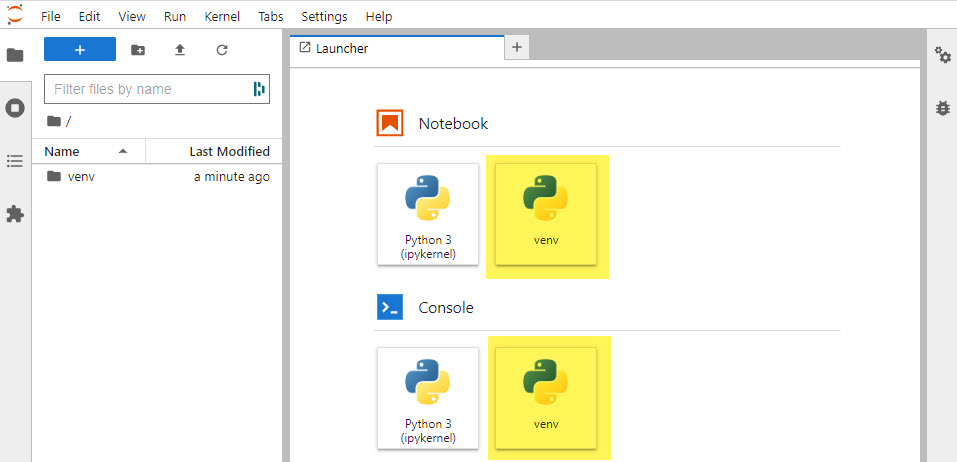 File Edit View Run Kernel Tabs Settings Help
+
Filter files by name
/
Name Last Modified
venv a minute ago
Launcher
+
Notebook
Python 3
(ipykernel)
venv
Console
Python 3
(ipykernel)
venv